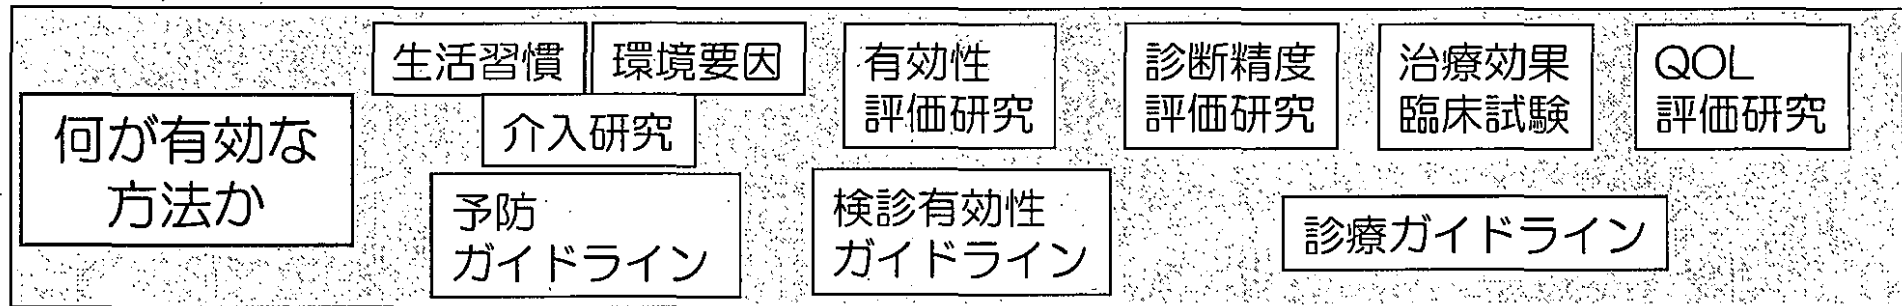 何が有効な
方法か
生活習慣
環境要因
介入研究
予防
ガイドライン
有効性
評価研究
検診有効性
ガイドライン
診断精度
評価研究
治療効果
臨床試験
QOL
評価研究
診療ガイドライン